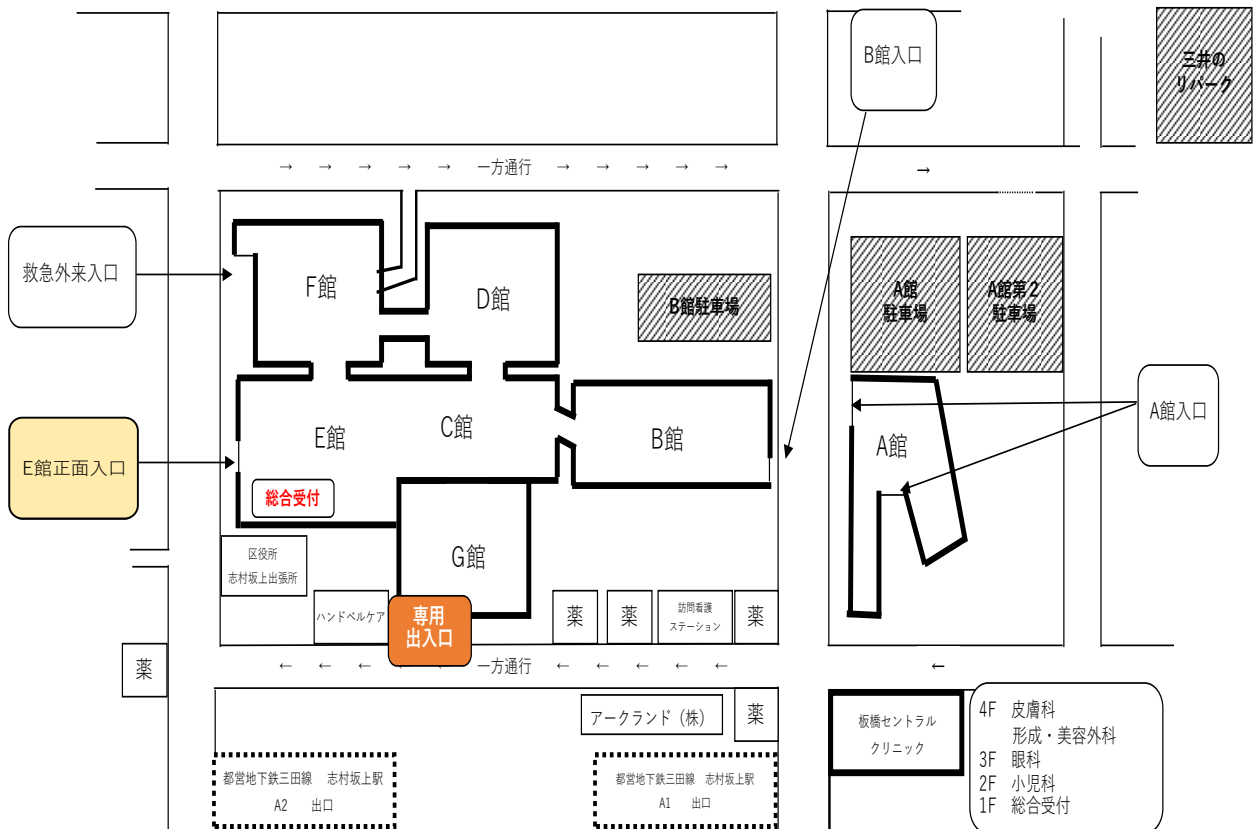 B館入口
三井の
リパーク
→ → → → → 一方通行 → → → → →
→
救急外来入口
F館
D館
B館駐車場
A館
駐車場
A館第2
駐車場
E館正面入口
E館
C館
B館
A館
A館入口
総合受付
G館
区役所
志村坂上出張所
ハンドベルケア
専用
出入口
薬
薬
訪問看護
ステーション
薬
薬
← ← ← ← ← 一方通行 ← ← ← ← ←
←
アークランド（株）
薬
板橋セントラル
クリニック
4F 皮膚科
形成・美容外科
3F 眼科
2F 小児科
1F 総合受付
都営地下鉄三田線 志村坂上駅
A2 出口
都営地下鉄三田線 志村坂上駅
A1 出口